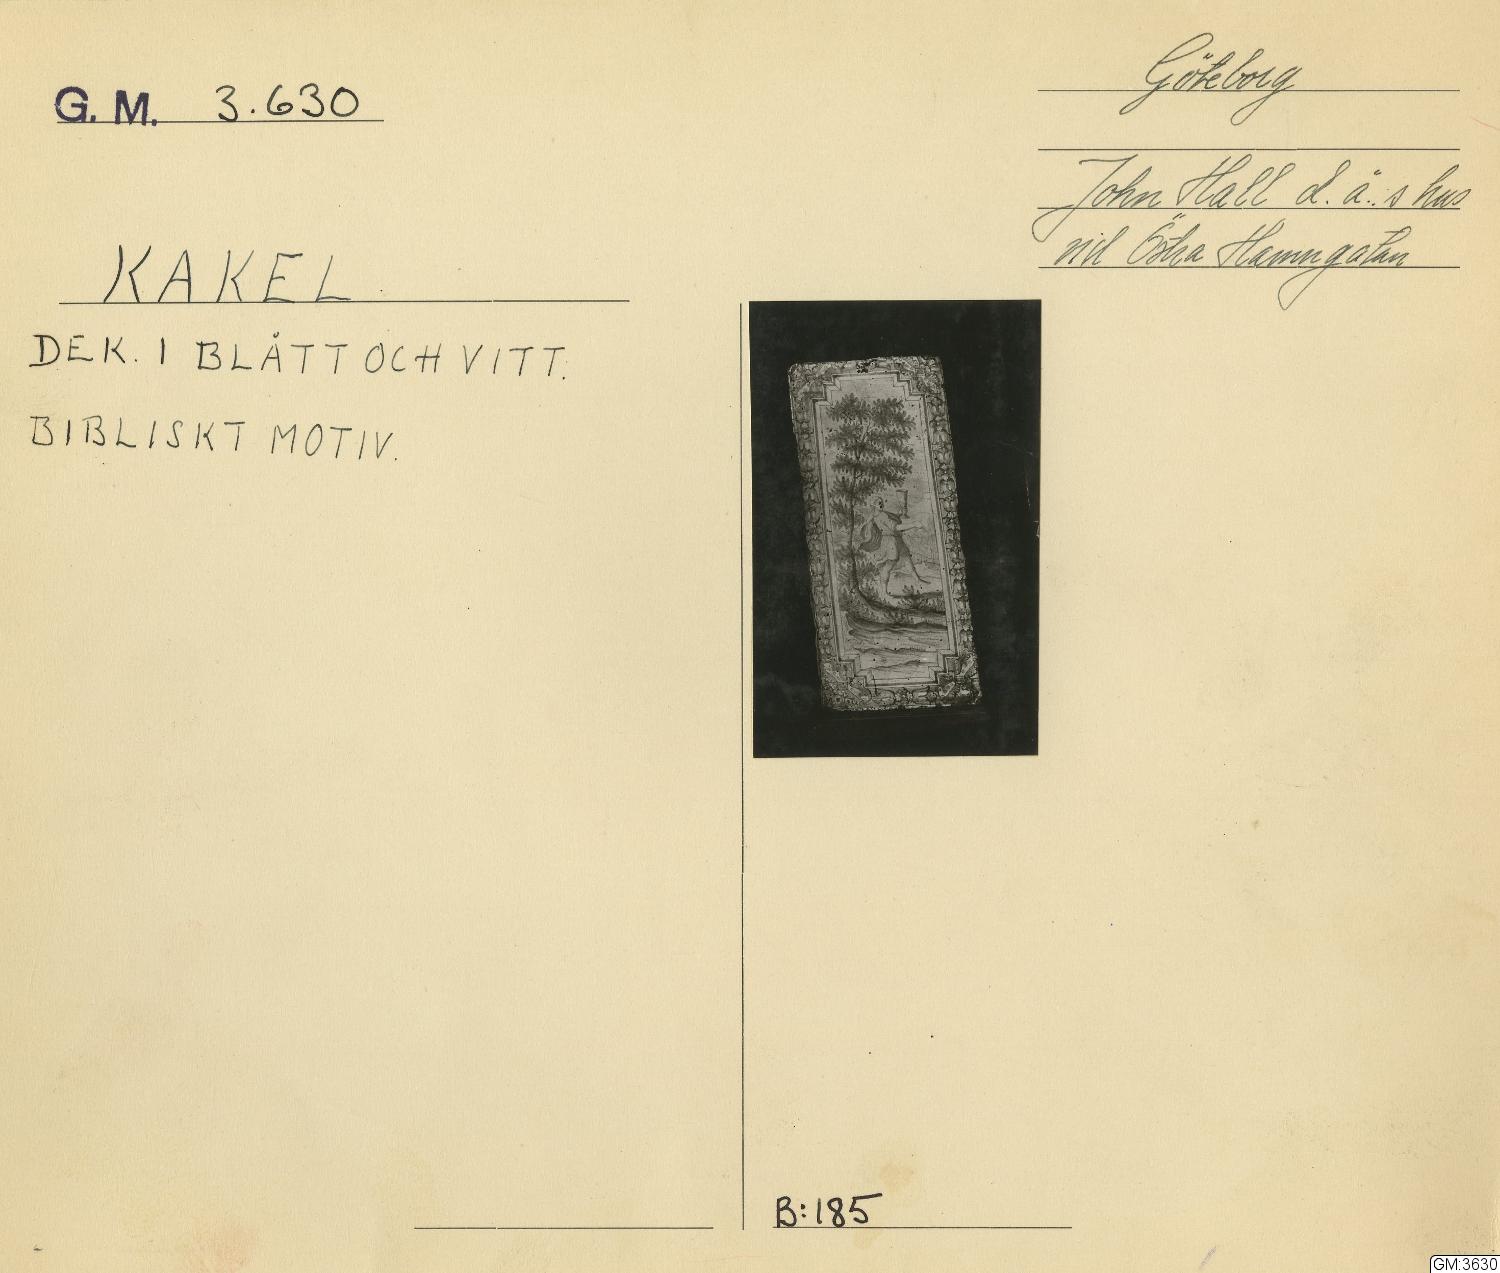 G. M. 3.630
Göteborg
John Hall d. ä.:s hus
vid Östra Hamngatan
KAKEL
DEK. I BLÅTT OCH VITT.
BIBLISKT MOTIV.
B:185
GM:3630